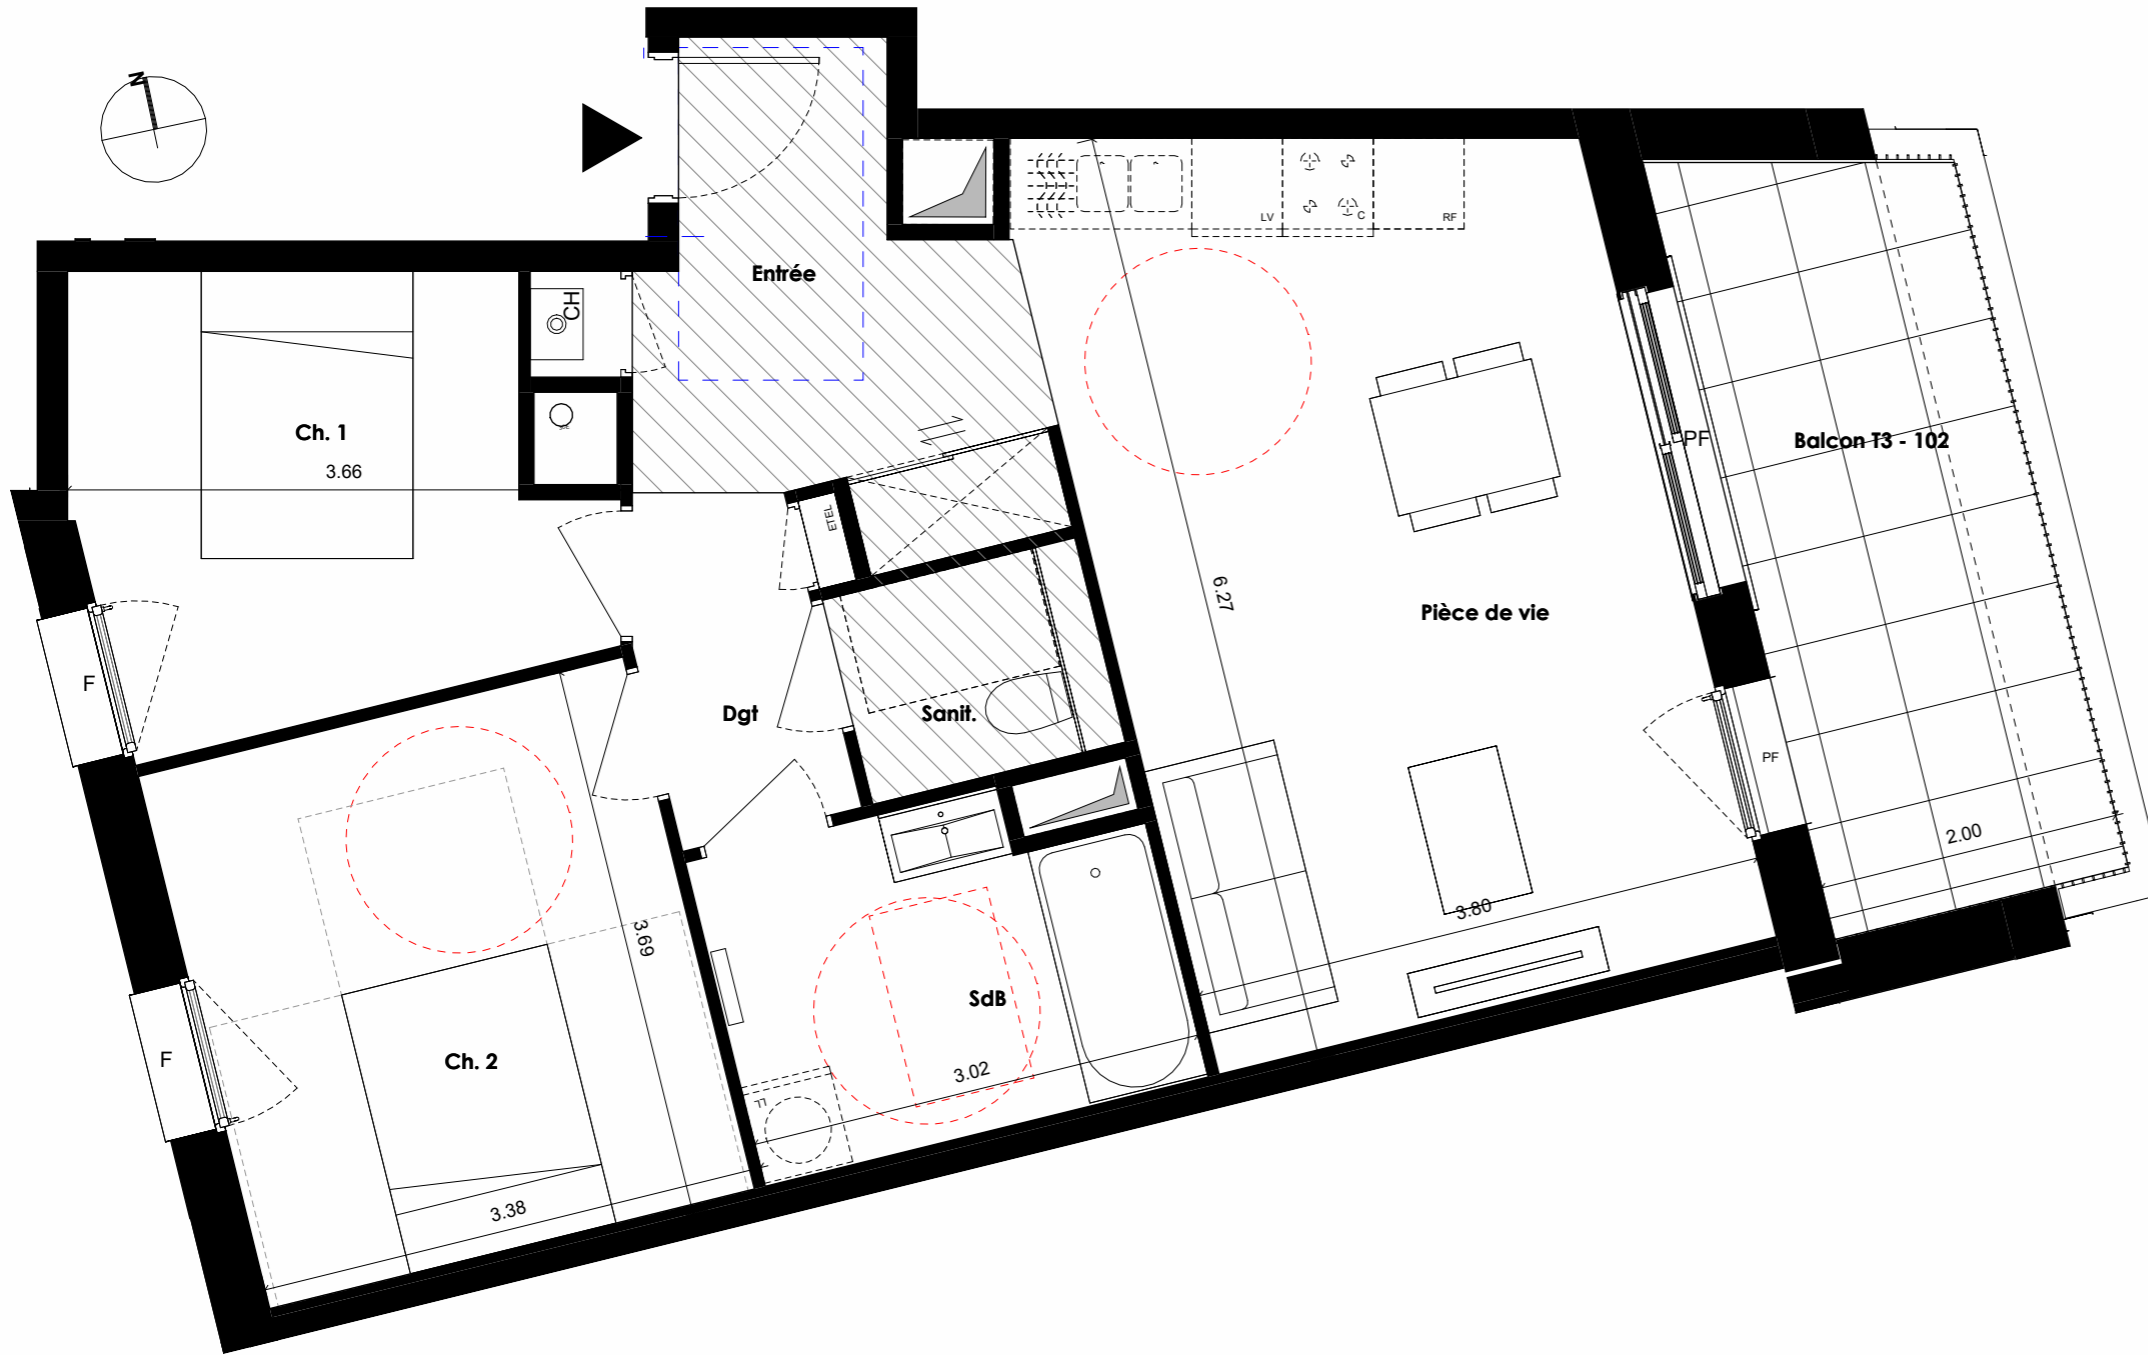 N
Entrée
LV
C
RF
CH
Ch. 1
3.66
PF
Balcon T3 - 102
ETEL
6.27
Pièce de vie
F
Dgt
Sanit.
PF
2.00
3.80
3.69
SdB
F
Ch. 2
3.02
LL
3.38